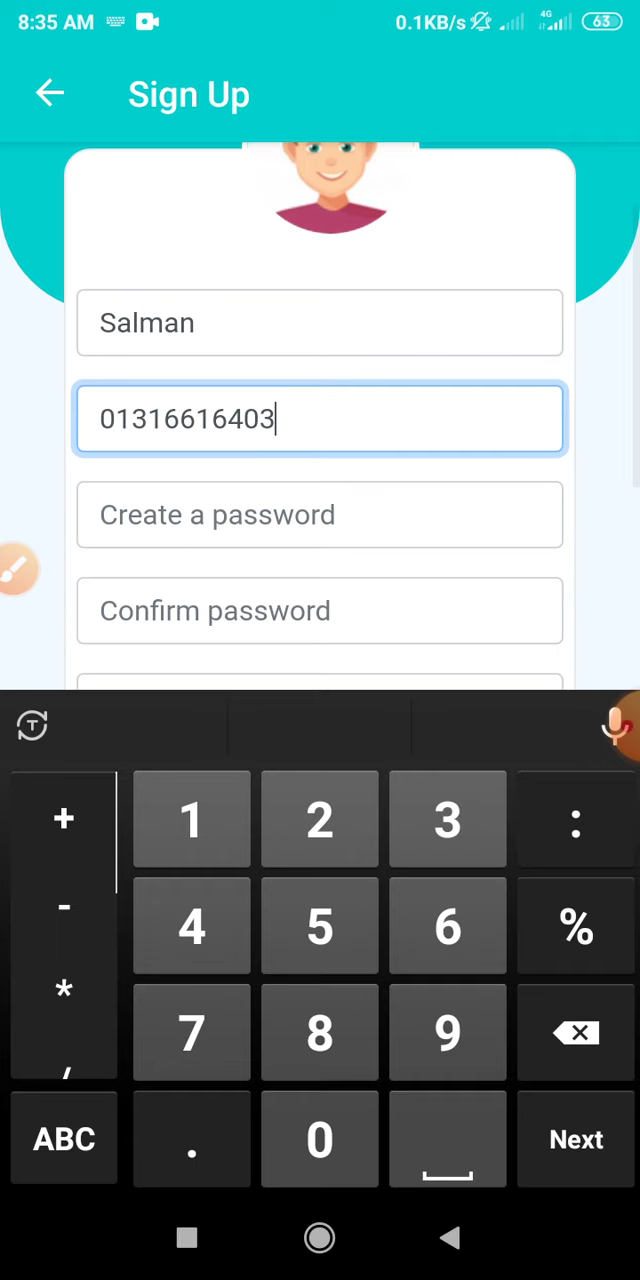 8:35 AM 0.1KB/s 4G 63
Sign Up
Salman
01316616403
Create a password
Confirm password
T
+ 1 2 3 :
- 4 5 6 %
* 7 8 9
/
ABC . 0 Next